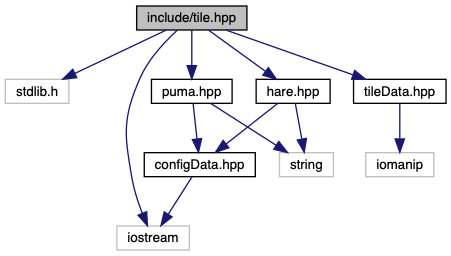 include/tile.hpp
stdlib.h
puma.hpp
hare.hpp
tileData.hpp
configData.hpp
string
iomanip
iostream